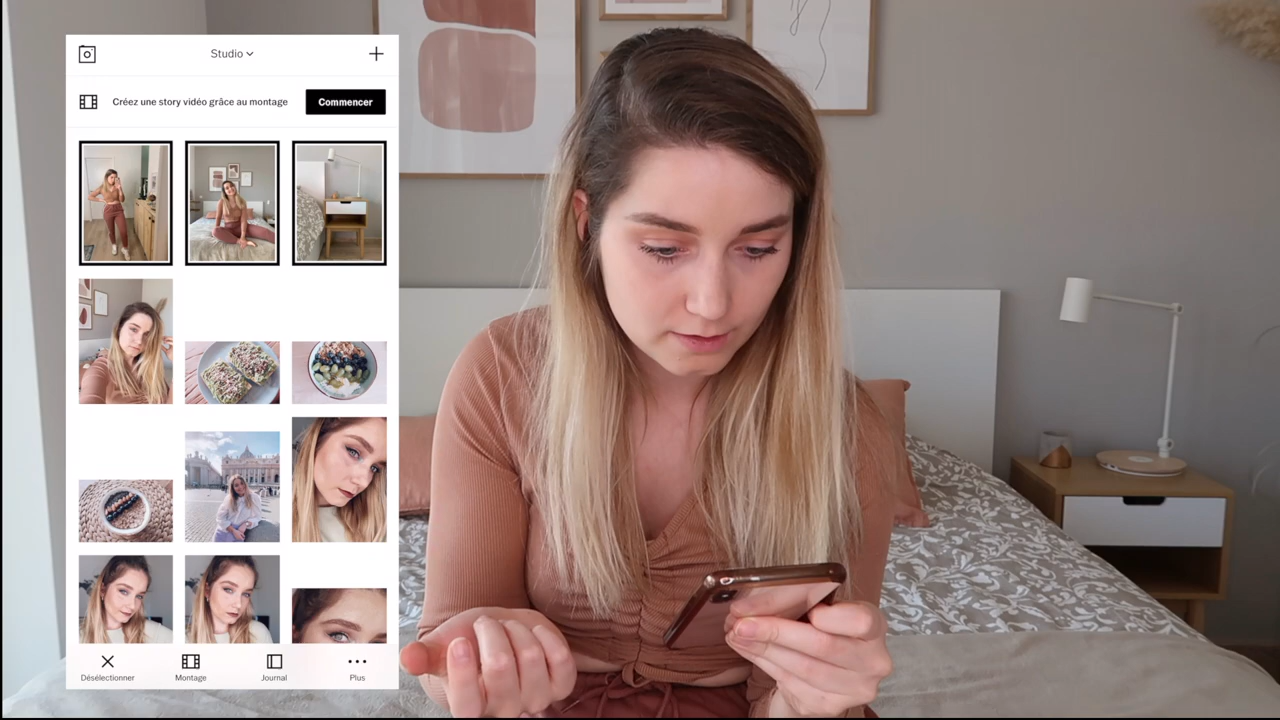 Studio
Créez une story vidéo grâce au montage
Commencer
Désélectionner
Montage
Journal
Plus